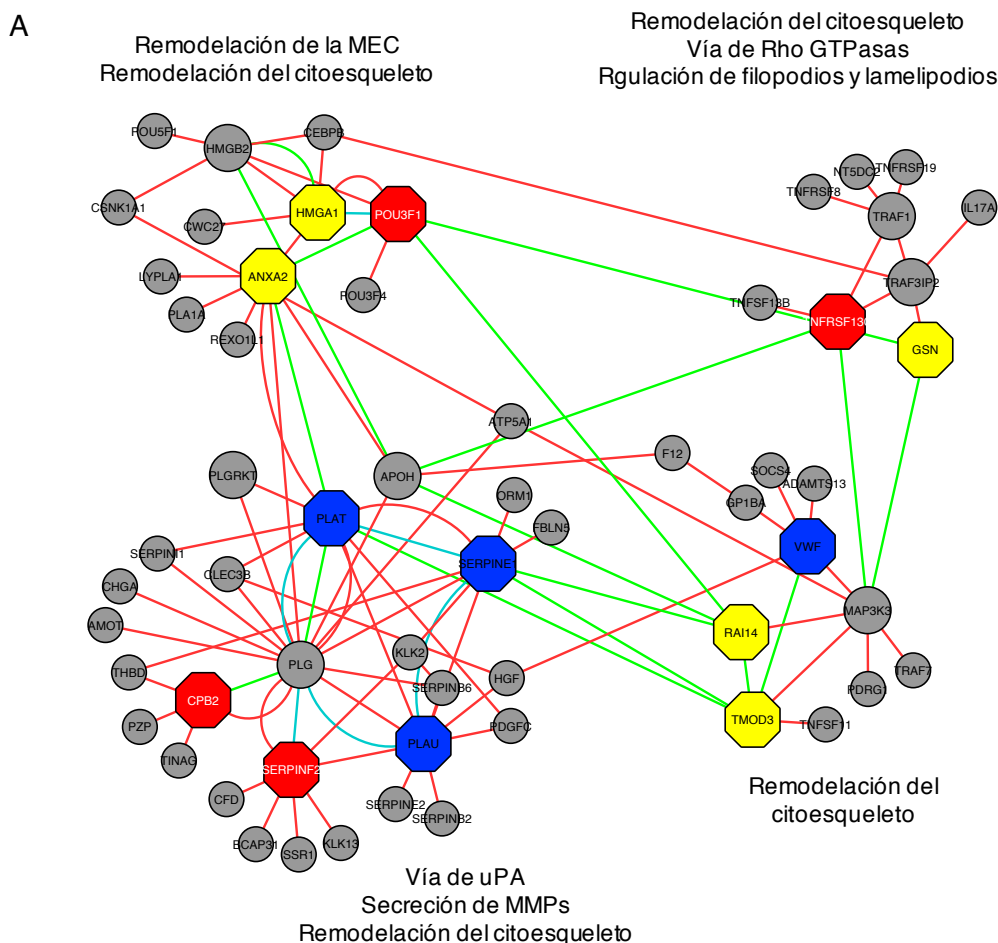 A
Remodelación de la MEC
Remodelación del citoesqueleto
Remodelación del citoesqueleto
Vía de Rho GTPasas
Rgulación de filopodios y lamelipodios
POU5F1
HMGB2
CEBPB
CSNK1A1
CWC27
HMGA1
POU3F1
LYPLA1
ANXA2
PLA1A
REXO1L1
POU3F4
NT5DC2
TNFRSF19
TNFRSF8
TRAF1
IL17A
TRAF3IP2
TNFSF13B
NFRSF13C
GSN
ATP5A1
PLGRKT
APOH
F12
SOCS4
ADAMTS13
GP1BA
ORM1
FBLN5
PLAT
VWF
SERPINI1
CLEC3B
SERPINE1
CHGA
AMOT
MAP3K3
RAI14
THBD
PLG
KLK2
SERPINB6
HGF
PDRG1
TRAF7
CPB2
PZP
TINAG
PDGFC
TMOD3
TNFSF11
PLAU
SERPINF2
CFD
SERPINE2
SERPINB2
BCAP31
SSR1
KLK13
Remodelación del
citoesqueleto
Vía de uPA
Secreción de MMPs
Remodelación del citoesqueleto